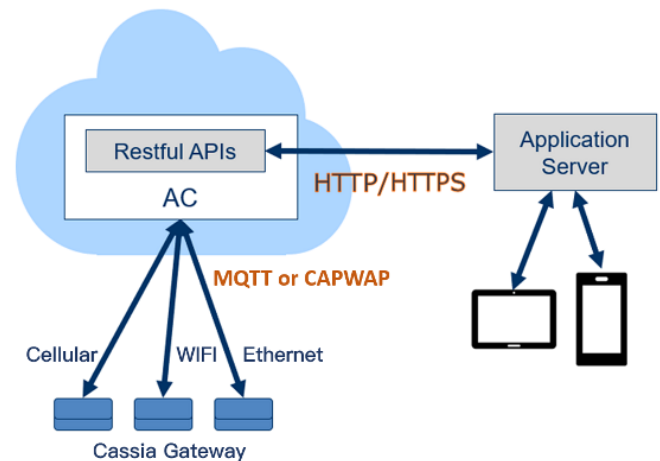 Restful APIs
AC
HTTP/HTTPS
Application
Server
MQTT or CAPWAP
Cellular
WIFI
Ethernet
Cassia Gateway